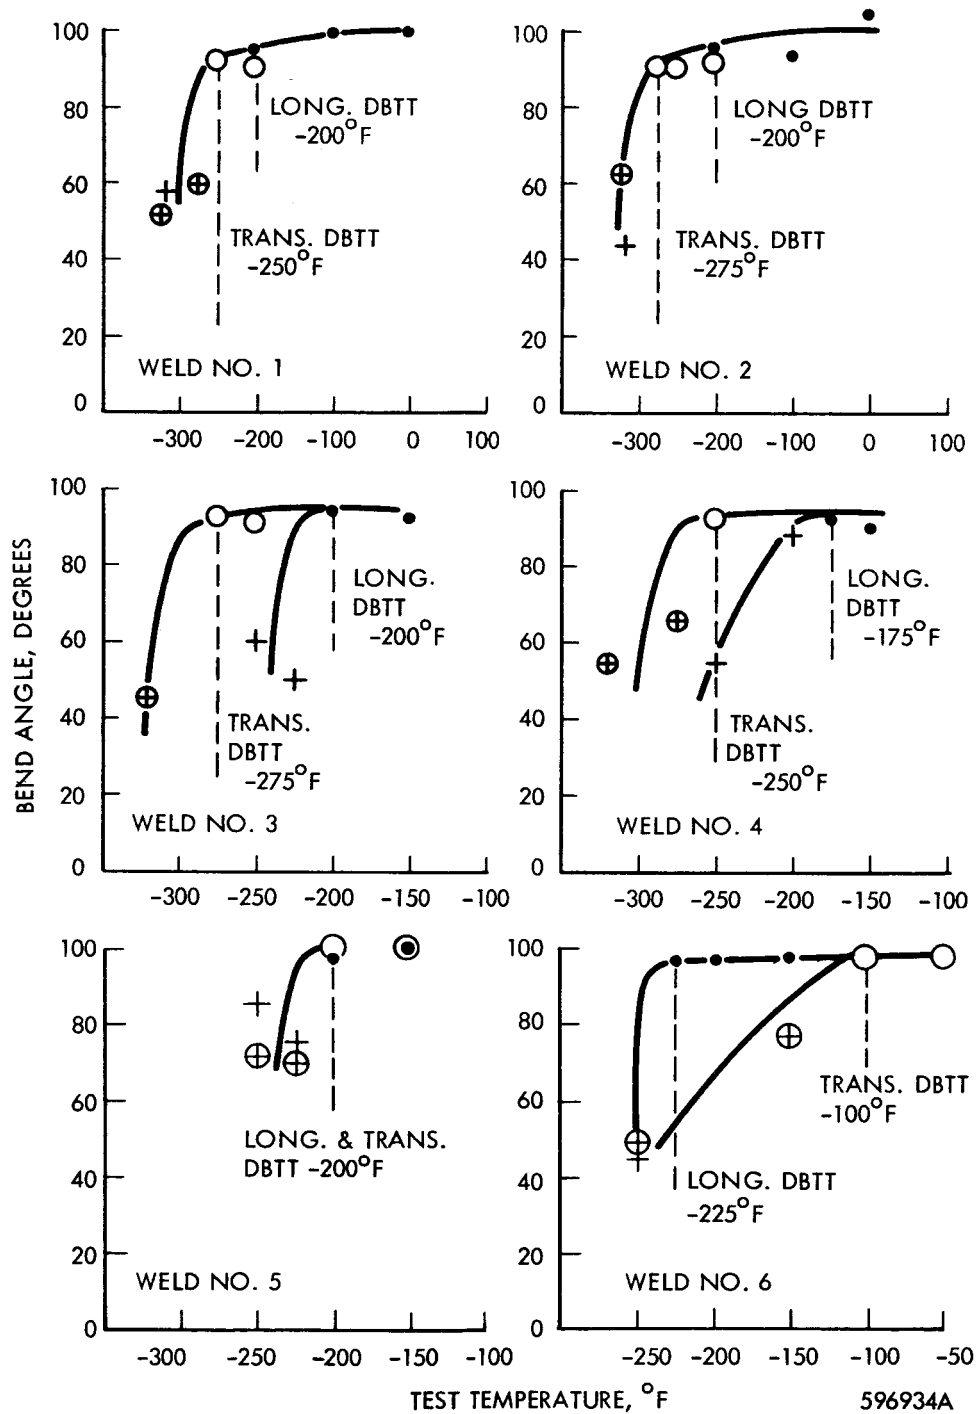 100
80
60
40
20
0
LONG. DBTT
-200°F
TRANS. DBTT
-250°F
WELD NO. 1
-300 -200 -100 0 100
100
80
60
40
20
0
LONG DBTT
-200°F
TRANS. DBTT
-275°F
WELD NO. 2
-300 -200 -100 0 100
BEND ANGLE, DEGREES
100
80
60
40
20
0
LONG.
DBTT
-200°F
TRANS.
DBTT
-275°F
WELD NO. 3
-300 -250 -200 -150 -100
100
80
60
40
20
0
LONG.
DBTT
-175°F
TRANS.
DBTT
-250°F
WELD NO. 4
-300 -250 -200 -150 -100
100
80
60
40
20
0
LONG. & TRANS.
DBTT -200°F
WELD NO. 5
-300 -250 -200 -150 -100
100
80
60
40
20
0
TRANS. DBTT
-100°F
LONG. DBTT
-225°F
WELD NO. 6
-250 -200 -150 -100 -50
TEST TEMPERATURE, °F
596934A